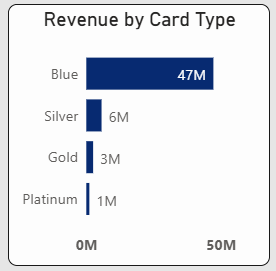 Revenue by Card Type
Blue 47M
Silver 6M
Gold 3M
Platinum 1M
0M 50M